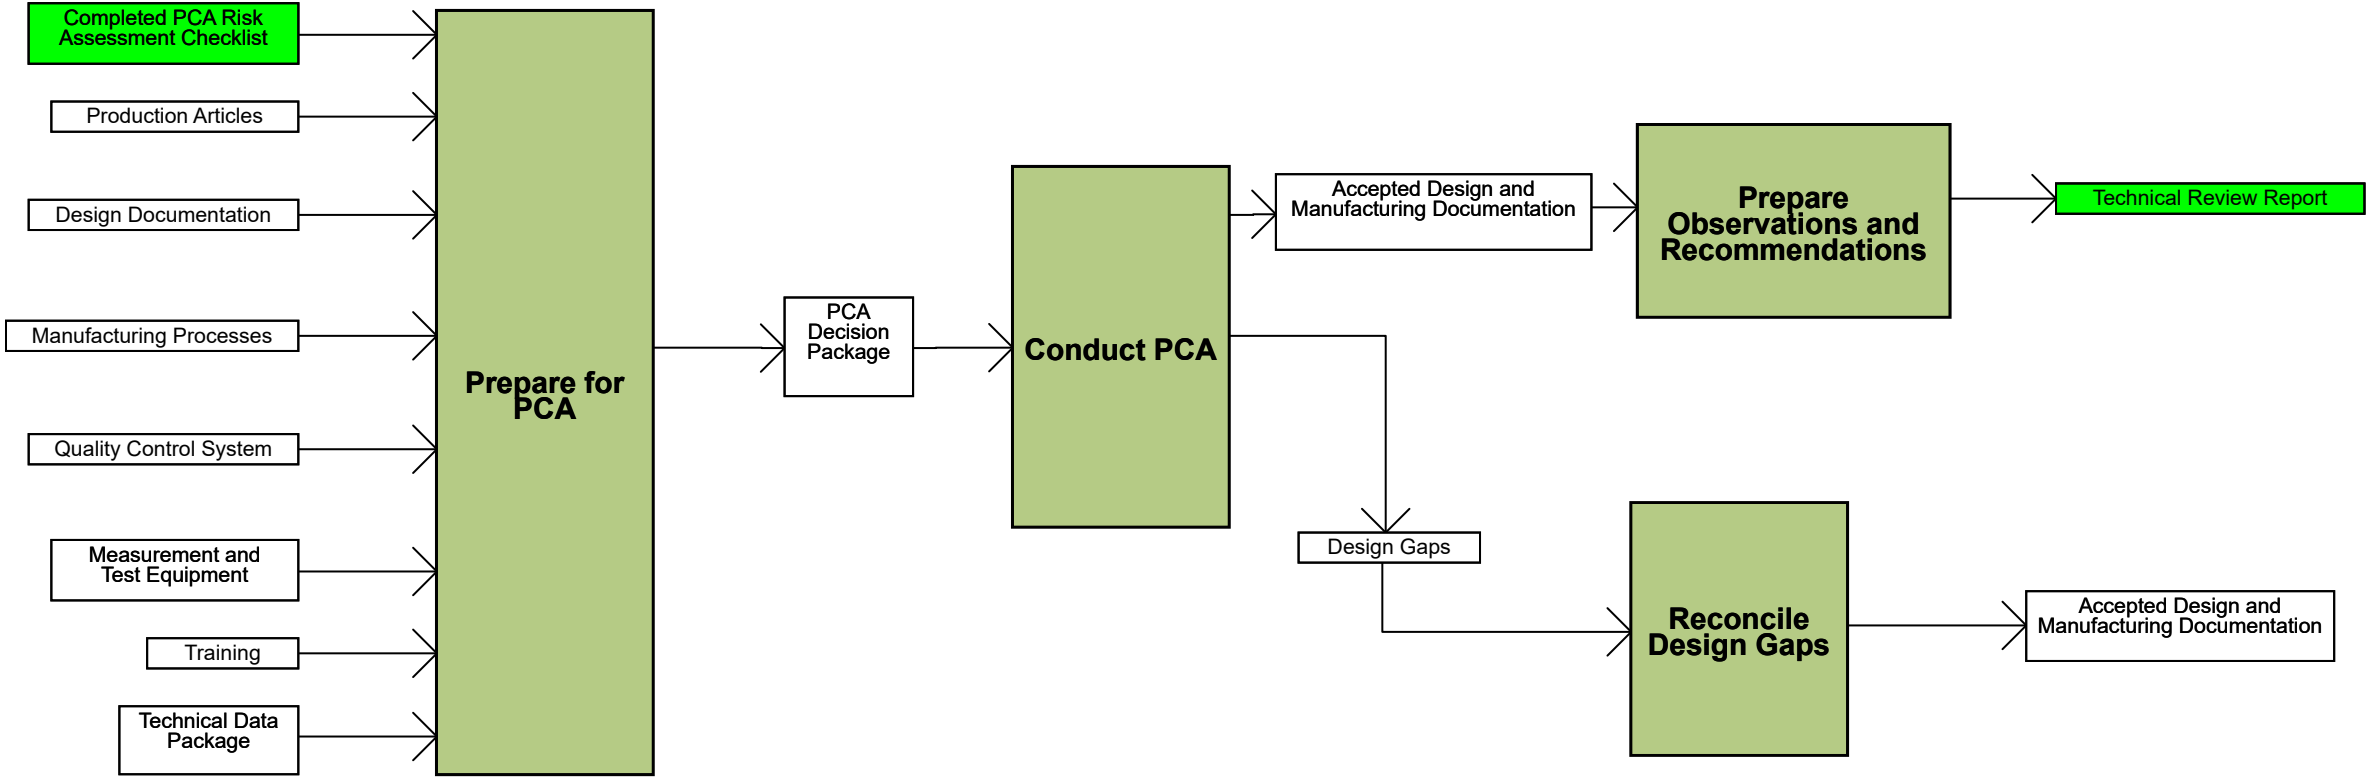 Completed PCA Risk
Assessment Checklist
Production Articles
Design Documentation
Manufacturing Processes
Quality Control System
Measurement and
Test Equipment
Training
Technical Data
Package
Prepare for
PCA
PCA
Decision
Package
Conduct PCA
Accepted Design and
Manufacturing Documentation
Prepare
Observations and
Recommendations
Technical Review Report
Design Gaps
Reconcile
Design Gaps
Accepted Design and
Manufacturing Documentation